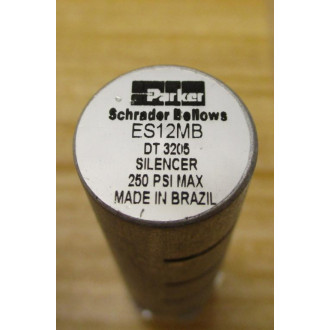 Parker
Schrader Bellows
ES12MB
DT 3205
SILENCER
250 PSI MAX
MADE IN BRAZIL